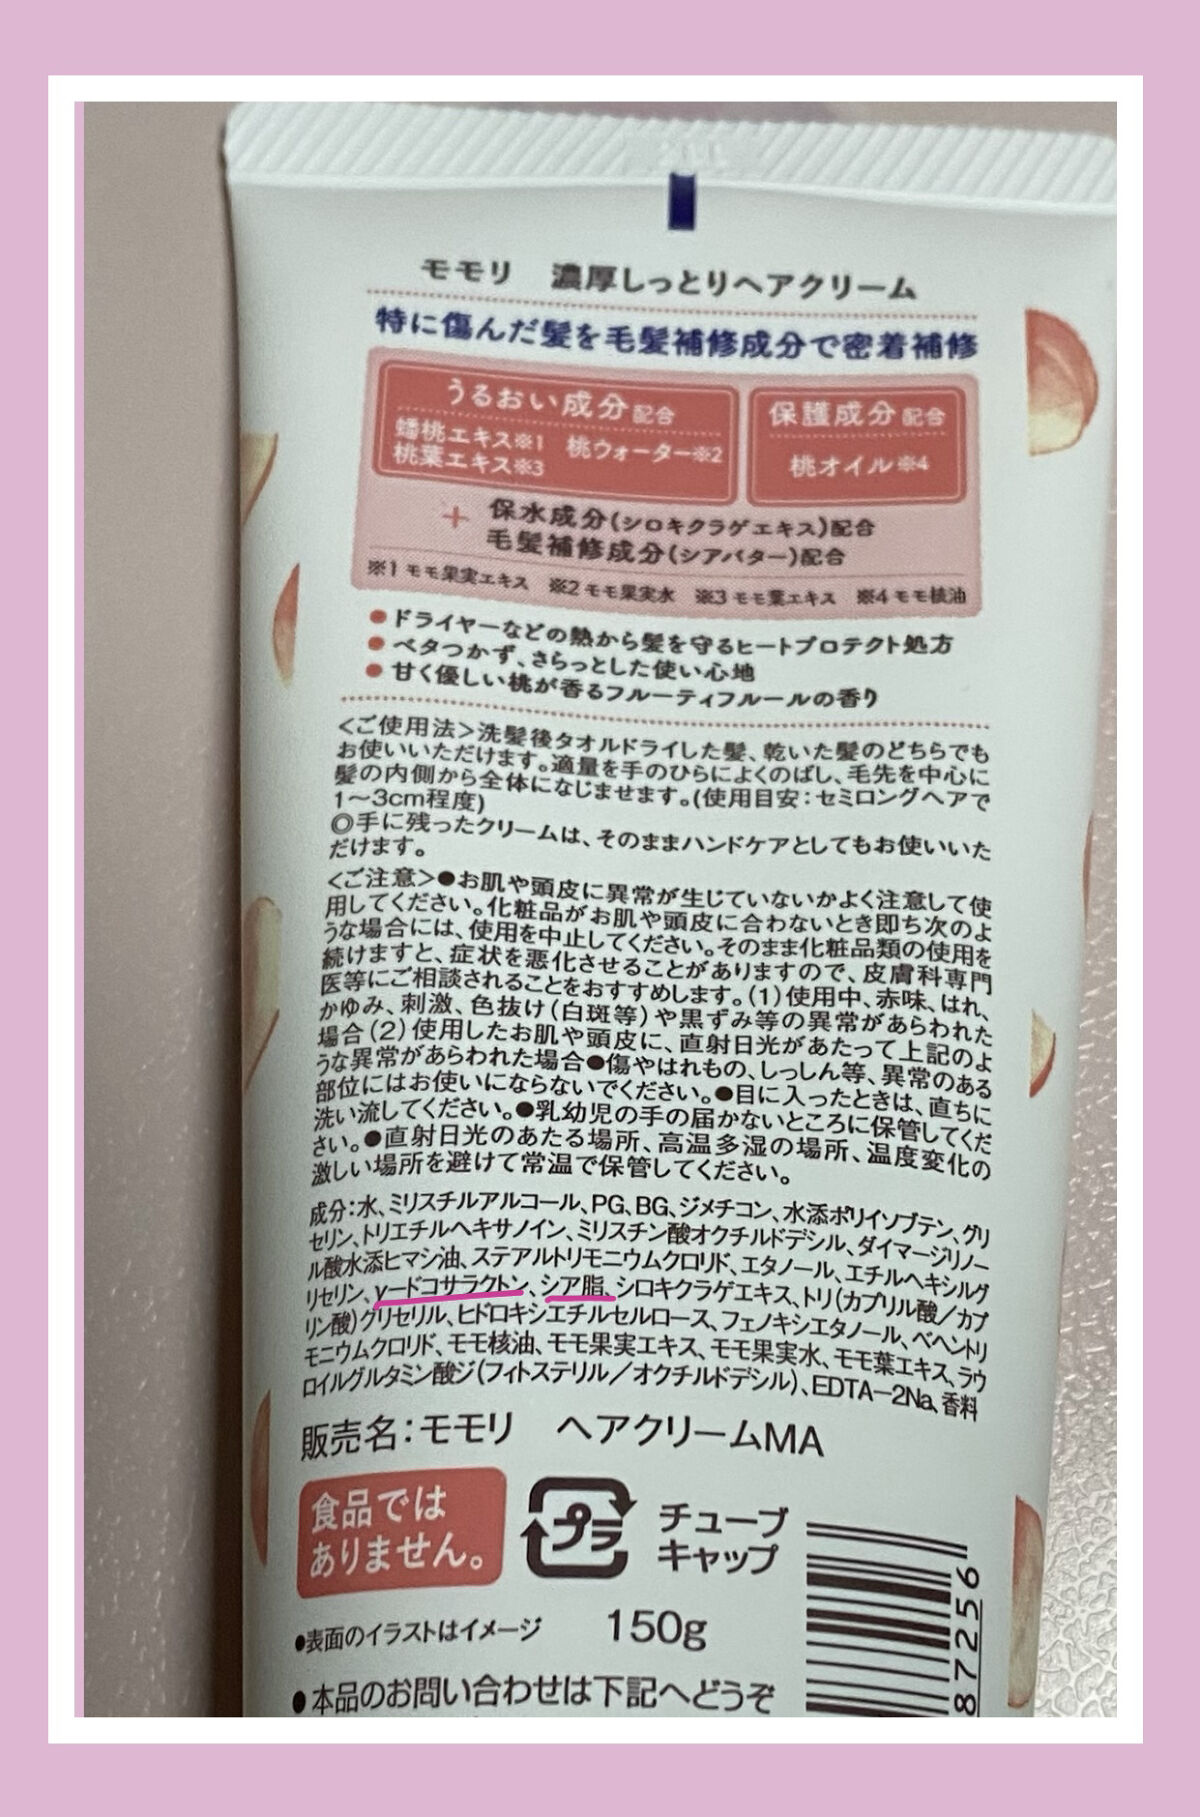 モモリ 濃厚しっとりヘアクリーム
特に傷んだ髪を毛髪補修成分で密着補修
うるおい成分配合
蟠桃エキス※1 桃ウォーター※2
桃葉エキス※3
保護成分配合
桃オイル※4
+ 保水成分(シロキクラゲエキス)配合
毛髪補修成分(シアバター)配合
※1 モモ果実エキス ※2 モモ果実水 ※3 モモ葉エキス ※4 モモ核油
●ドライヤーなどの熱から髪を守るヒートプロテクト処方
●ベタつかず、さらっとした使い心地
●甘く優しい桃が香るフルーティフルールの香り
<ご使用法>洗髪後タオルドライした髪、乾いた髪のどちらでも
お使いいただけます。適量を手のひらによくのばし、毛先を中心に
髪の内側から全体になじませます。(使用目安:セミロングヘアで
1〜3cm程度)
◎手に残ったクリームは、そのままハンドケアとしてもお使いいた
だけます。
<ご注意>●お肌や頭皮に異常が生じていないかよく注意して使
用してください。化粧品がお肌や頭皮に合わないとき即ち次のよ
うな場合には、使用を中止してください。そのまま化粧品類の使用を
続けますと、症状を悪化させることがありますので、皮膚科専門
医等にご相談されることをおすすめします。(1)使用中、赤味、はれ、
かゆみ、刺激、色抜け(白斑等)や黒ずみ等の異常があらわれた
場合(2)使用したお肌や頭皮に、直射日光があたって上記のよ
うな異常があらわれた場合●傷やはれもの、しっしん等、異常のある
部位にはお使いにならないでください。●目に入ったときは、直ちに
洗い流してください。●乳幼児の手の届かないところに保管してくだ
さい。●直射日光のあたる場所、高温多湿の場所、温度変化の
激しい場所を避けて常温で保管してください。
成分:水、ミリスチルアルコール、PG、BG、ジメチコン、水添ポリイソブテン、グリ
セリン、トリエチルヘキサノイン、ミリスチン酸オクチルドデシル、ダイマージリノー
ル酸水添ヒマシ油、ステアルトリモニウムクロリド、エタノール、エチルヘキシルグ
リセリン、γードコサラクトン、シア脂、シロキクラゲエキス、トリ(カプリル酸/カプ
リン酸)グリセリル、ヒドロキシエチルセルロース、フェノキシエタノール、ベヘントリ
モニウムクロリド、モモ核油、モモ果実エキス、モモ果実水、モモ葉エキス、ラウ
ロイルグルタミン酸ジ(フィトステリル/オクチルドデシル)、EDTAー2Na、香料
販売名:モモリ ヘアクリームMA
食品では
ありません。
プラ
チューブ
キャップ
●表面のイラストはイメージ 150g
●本品のお問い合わせは下記へどうぞ
87256